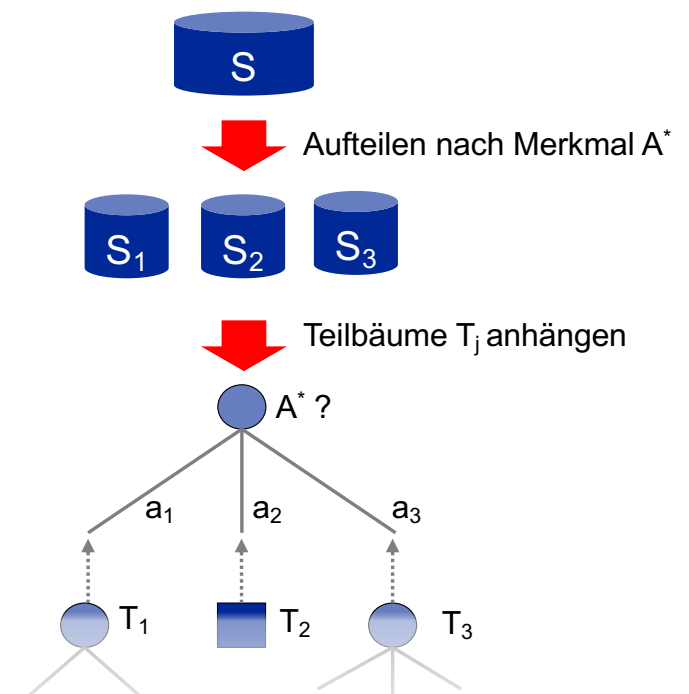 S
Aufteilen nach Merkmal A*
S₁ S₂ S₃
Teilbäume Tⱼ anhängen
A* ?
a₁ a₂ a₃
T₁ T₂ T₃